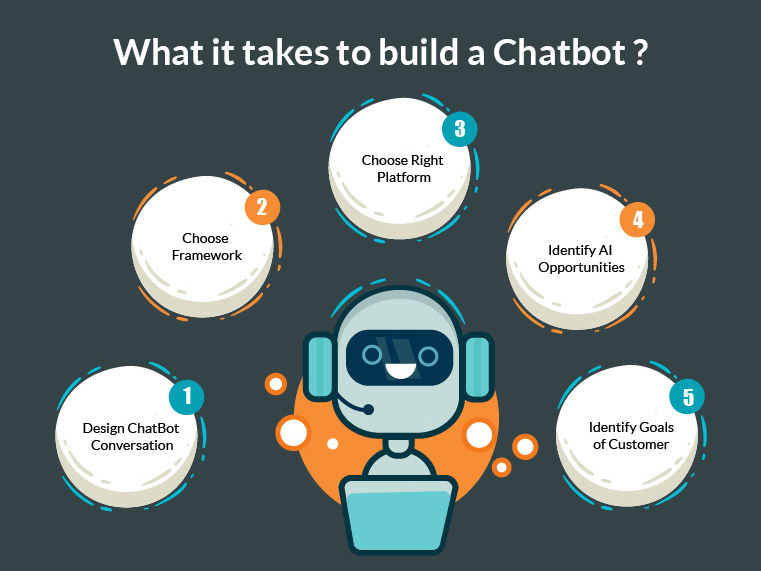 What it takes to build a Chatbot ?
1
Design ChatBot
Conversation
2
Choose
Framework
3
Choose Right
Platform
4
Identify AI
Opportunities
5
Identify Goals
of Customer